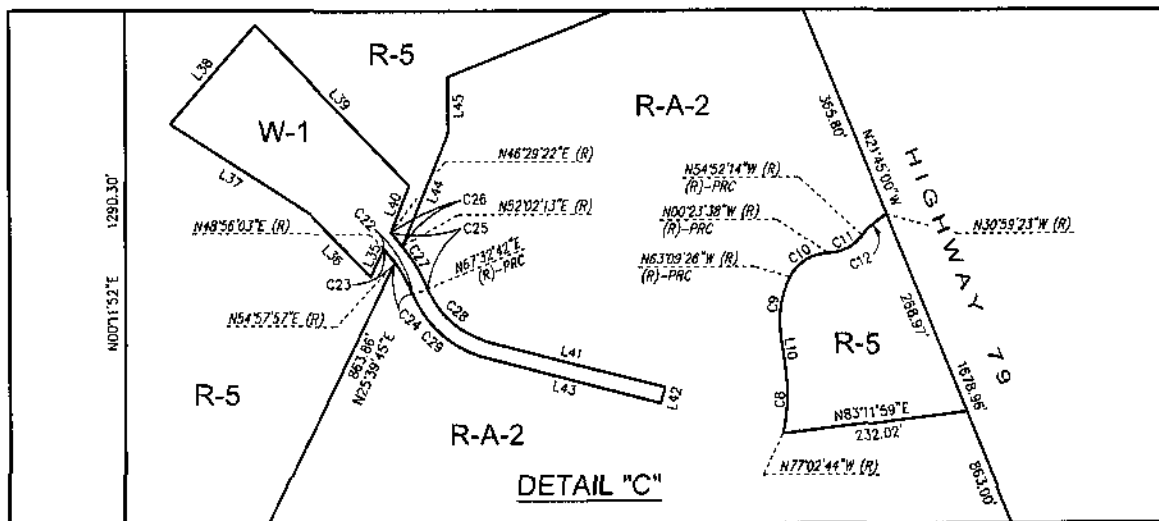 R-5
R-A-2
W-1
L38
L39
L37
L36
L40
L35
L45
L44
N46°29'22"E (R)
C26
N52°02'13"E (R)
C25
N48°56'03"E (R)
C22
C27
N67°32'42"E
(R)-PRC
C23
N54°57'57"E (R)
C24
C28
C29
L41
L42
L43
1290.30'
N00°11'52"E
863.86'
N25°39'45"E
R-5
R-A-2
365.80'
N21°45'00"W
HIGHWAY 79
N54°52'14"W (R)
(R)-PRC
N00°23'38"W (R)
(R)-PRC
N63°09'26"W (R)
(R)-PRC
N30°59'23"W (R)
C10
C11
C12
C9
L10
C8
R-5
268.97'
1678.96'
N83°11'59"E
232.02'
863.00'
N77°02'44"W (R)
DETAIL "C"